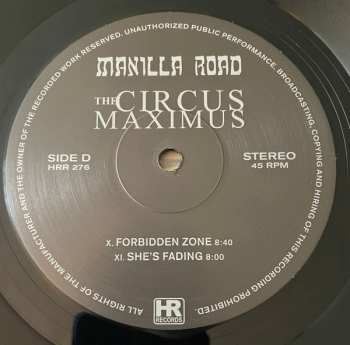 ALL RIGHTS OF THE MANUFACTURER AND THE OWNER OF THE RECORDED WORK RESERVED. UNAUTHORIZED PUBLIC PERFORMANCE, BROADCASTING, COPYING AND HIRING OF THIS RECORDING PROHIBITED.
MANILLA ROAD
THE CIRCUS
MAXIMUS
SIDE D
HRR 276
STEREO
45 RPM
X. FORBIDDEN ZONE 8:40
XI. SHE'S FADING 8:00
HR
RECORDS